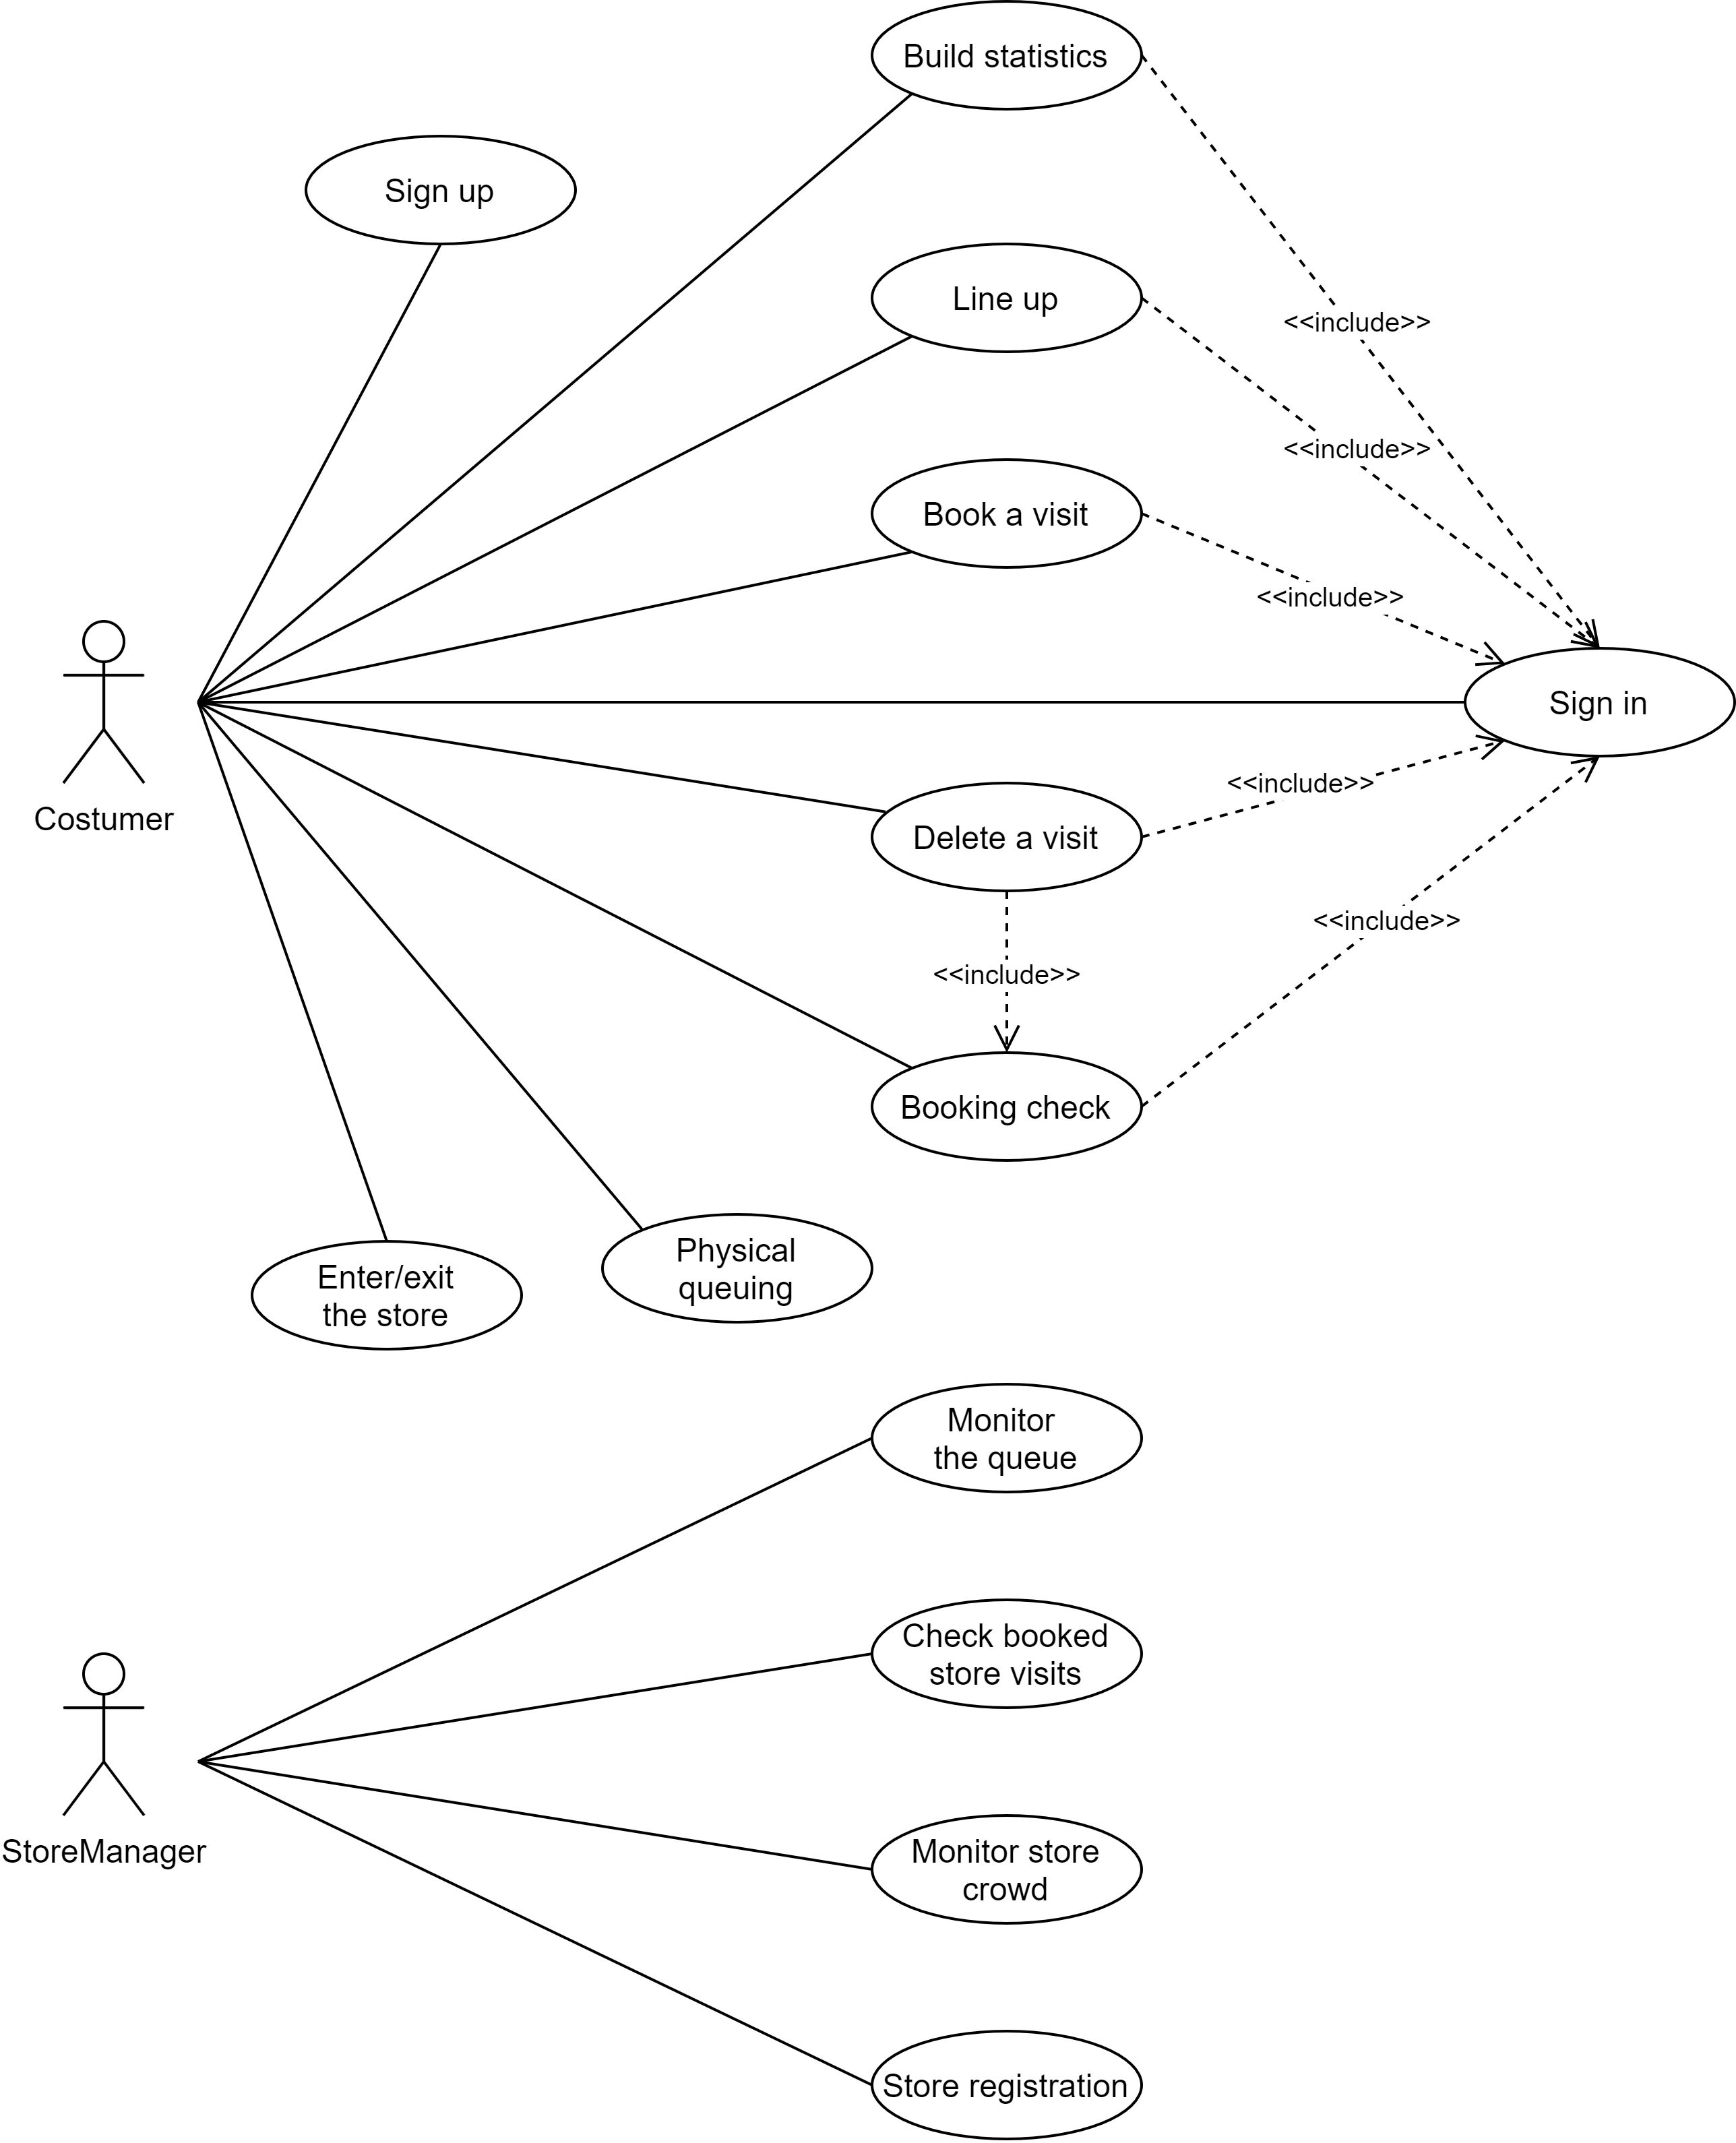 Build statistics
Sign up
Line up
<<include>>
<<include>>
Book a visit
<<include>>
Sign in
<<include>>
Costumer
Delete a visit
<<include>>
<<include>>
Booking check
Physical
queuing
Enter/exit
the store
Monitor
the queue
Check booked
store visits
StoreManager
Monitor store
crowd
Store registration